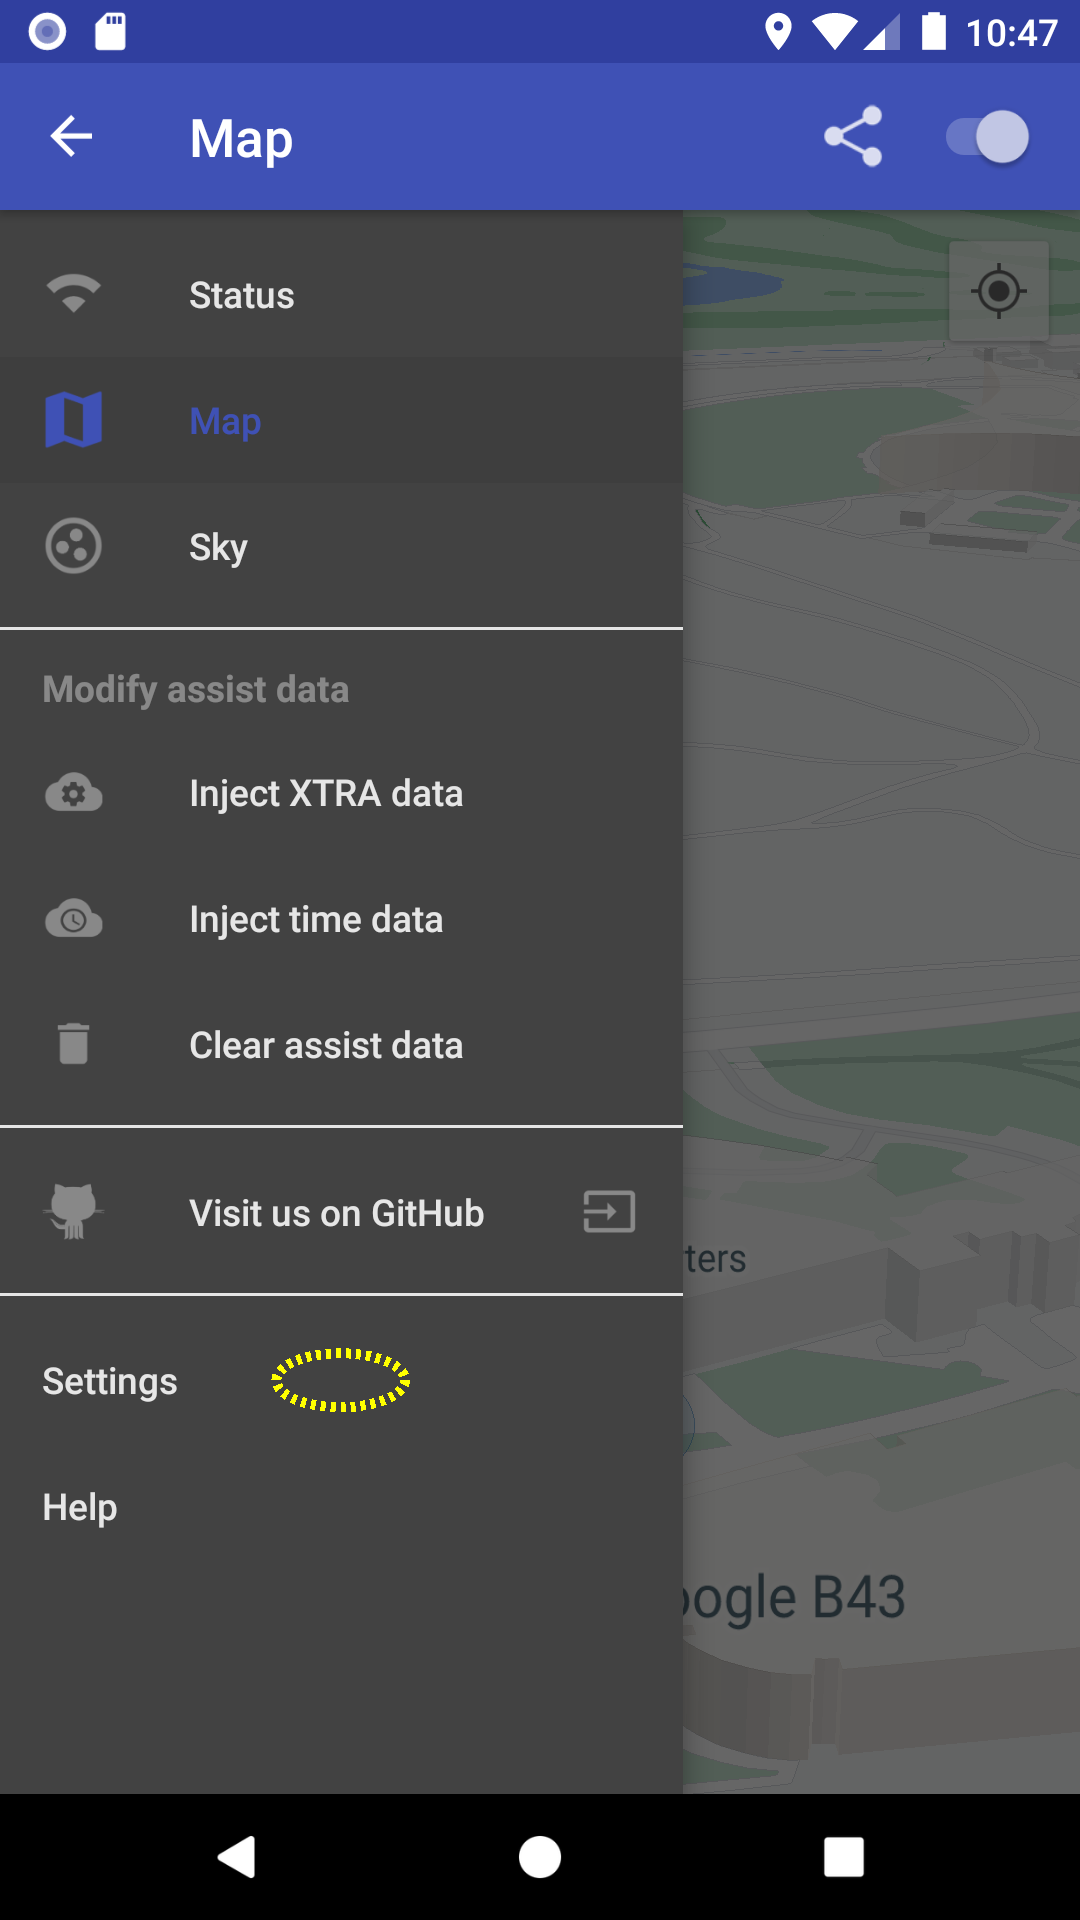 10:47
Map
Status
Map
Sky
Modify assist data
Inject XTRA data
Inject time data
Clear assist data
Visit us on GitHub
ters
Settings
Help
oogle B43